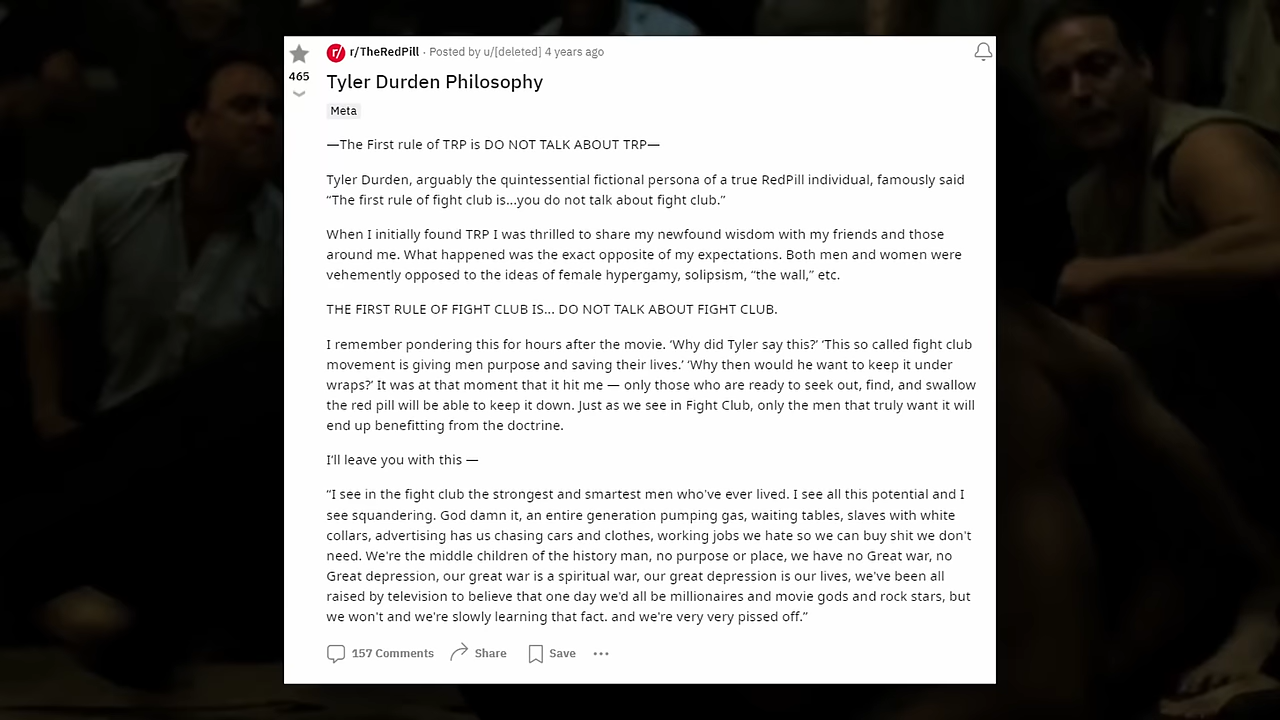 r/TheRedPill · Posted by u/[deleted] 4 years ago
465
Tyler Durden Philosophy
Meta
—The First rule of TRP is DO NOT TALK ABOUT TRP—
Tyler Durden, arguably the quintessential fictional persona of a true RedPill individual, famously said
“The first rule of fight club is...you do not talk about fight club.”
When I initially found TRP I was thrilled to share my newfound wisdom with my friends and those
around me. What happened was the exact opposite of my expectations. Both men and women were
vehemently opposed to the ideas of female hypergamy, solipsism, “the wall,” etc.
THE FIRST RULE OF FIGHT CLUB IS... DO NOT TALK ABOUT FIGHT CLUB.
I remember pondering this for hours after the movie. ‘Why did Tyler say this?’ ‘This so called fight club
movement is giving men purpose and saving their lives.’ ‘Why then would he want to keep it under
wraps?’ It was at that moment that it hit me — only those who are ready to seek out, find, and swallow
the red pill will be able to keep it down. Just as we see in Fight Club, only the men that truly want it will
end up benefitting from the doctrine.
I’ll leave you with this —
“I see in the fight club the strongest and smartest men who've ever lived. I see all this potential and I
see squandering. God damn it, an entire generation pumping gas, waiting tables, slaves with white
collars, advertising has us chasing cars and clothes, working jobs we hate so we can buy shit we don't
need. We're the middle children of the history man, no purpose or place, we have no Great war, no
Great depression, our great war is a spiritual war, our great depression is our lives, we've been all
raised by television to believe that one day we'd all be millionaires and movie gods and rock stars, but
we won't and we're slowly learning that fact. and we're very very pissed off.”
157 Comments Share Save